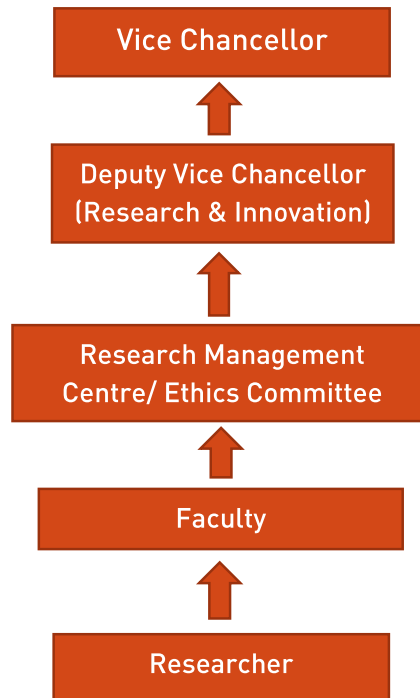 Vice Chancellor
Deputy Vice Chancellor
(Research & Innovation)
Research Management
Centre/ Ethics Committee
Faculty
Researcher